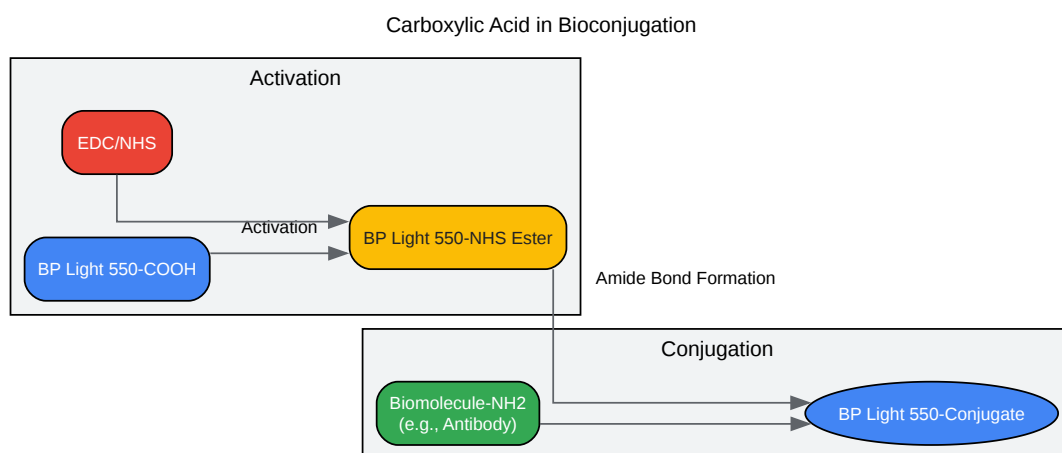 Carboxylic Acid in Bioconjugation
Activation
EDC/NHS
Activation
BP Light 550-NHS Ester
BP Light 550-COOH
Amide Bond Formation
Conjugation
Biomolecule-NH2
(e.g., Antibody)
BP Light 550-Conjugate